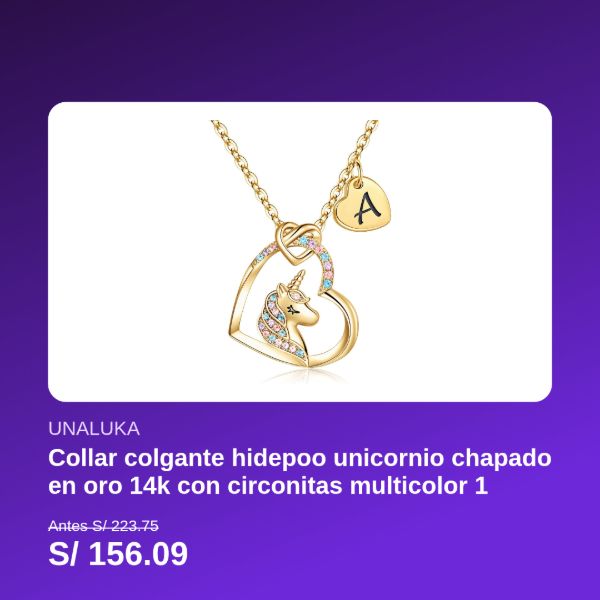 A
UNALUKA
Collar colgante hidepoo unicornio chapado
en oro 14k con circonitas multicolor 1
Antes S/ 223.75
S/ 156.09